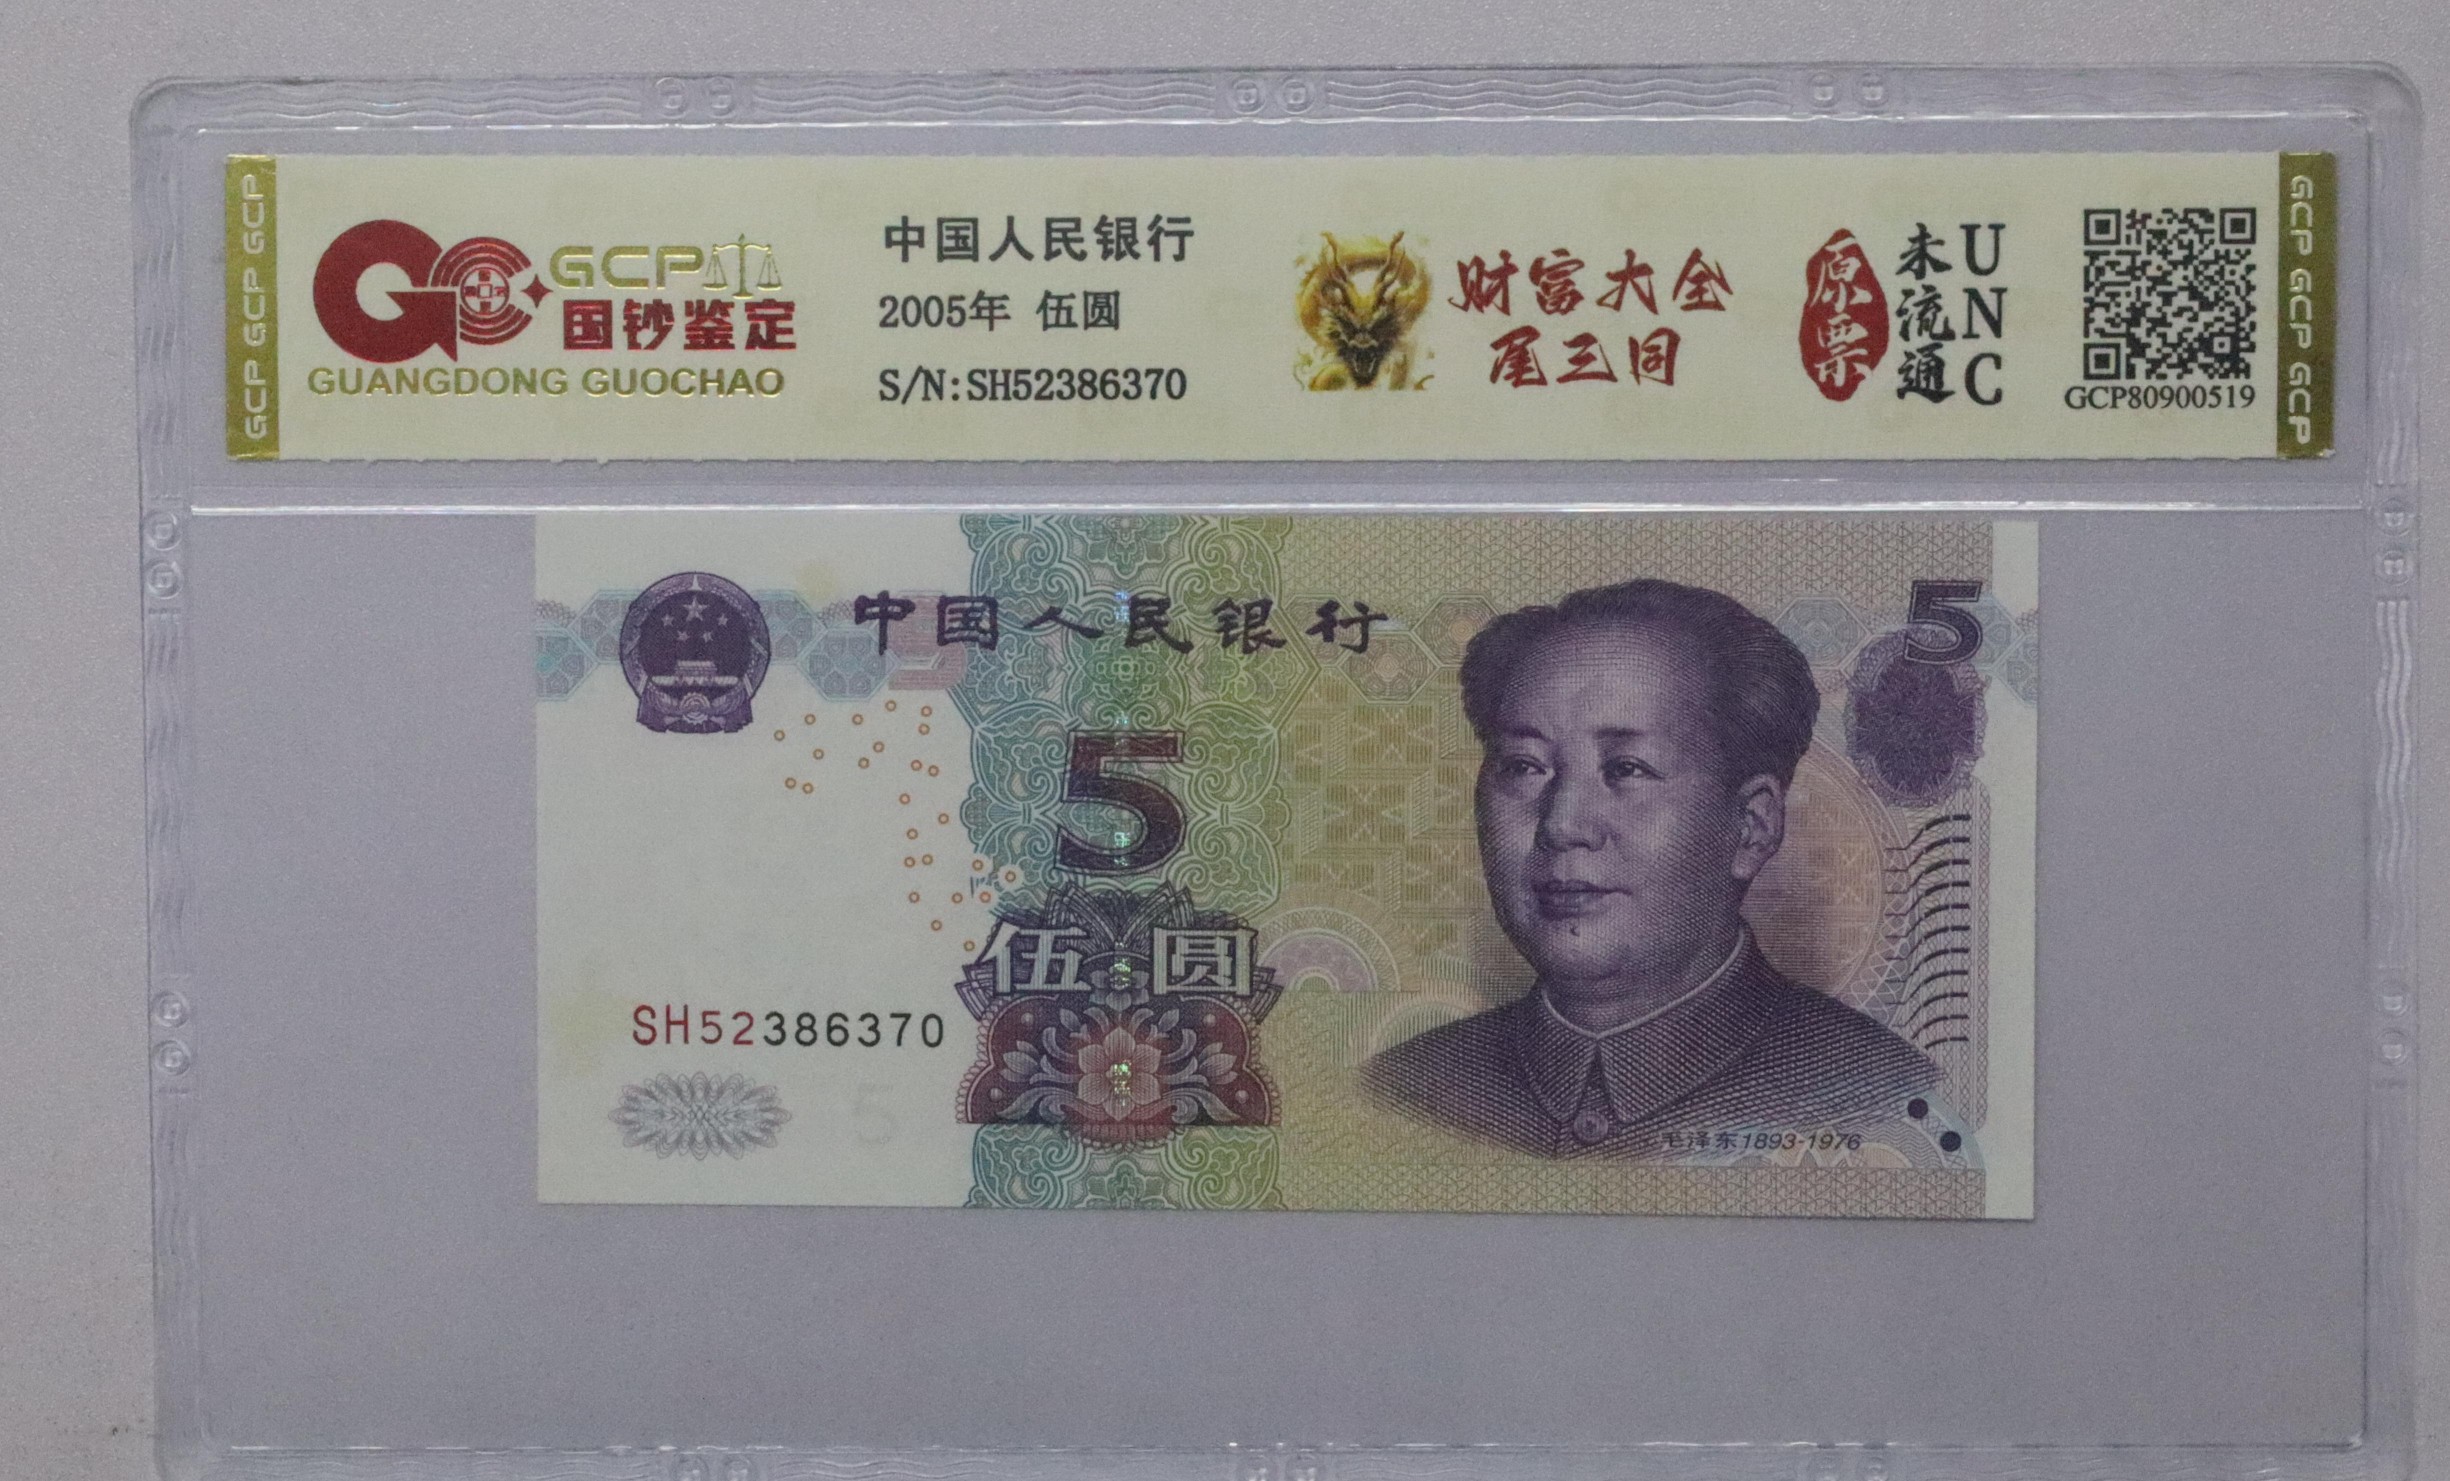 GCP GCP GCP
GCP
国钞鉴定
GUANGDONG GUOCHAO
中国人民银行
2005年 伍圆
S/N:SH52386370
财富大全
尾三同
原票
未流通
UNC
GCP80900519
GCP GCP GCP
中国人民银行
5
5
伍圆
SH52386370
5
毛泽东1893-1976